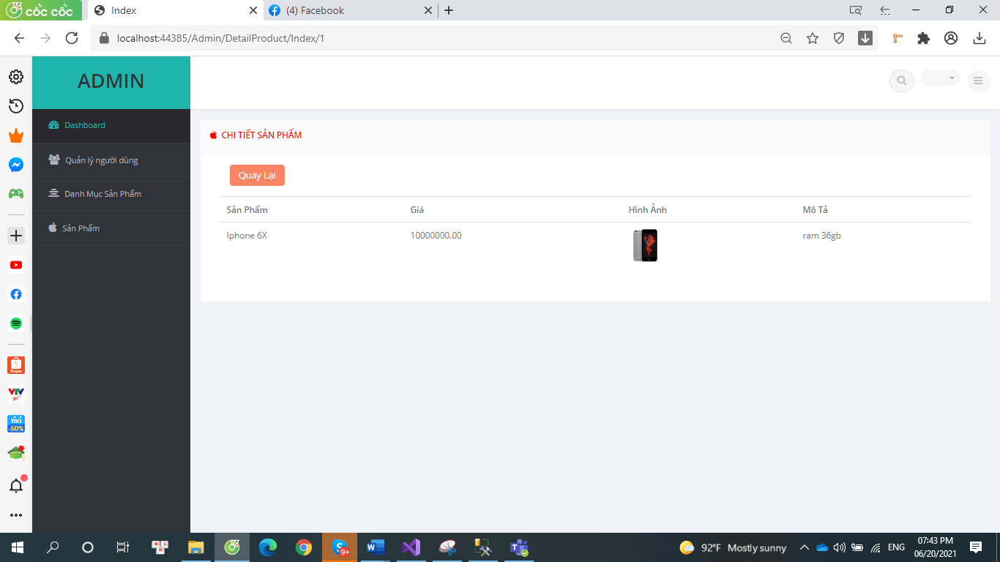 cốc cốc
Index
(4) Facebook
localhost:44385/Admin/DetailProduct/Index/1
ADMIN
Dashboard
Quản lý người dùng
Danh Mục Sản Phẩm
Sản Phẩm
CHI TIẾT SẢN PHẨM
Quay Lại
Sản Phẩm Giá Hình Ảnh Mô Tả
Iphone 6X 10000000.00 ram 36gb
Shopee
VTV
go
TIKI
-50%
9+
92°F Mostly sunny
ENG
07:43 PM
06/20/2021